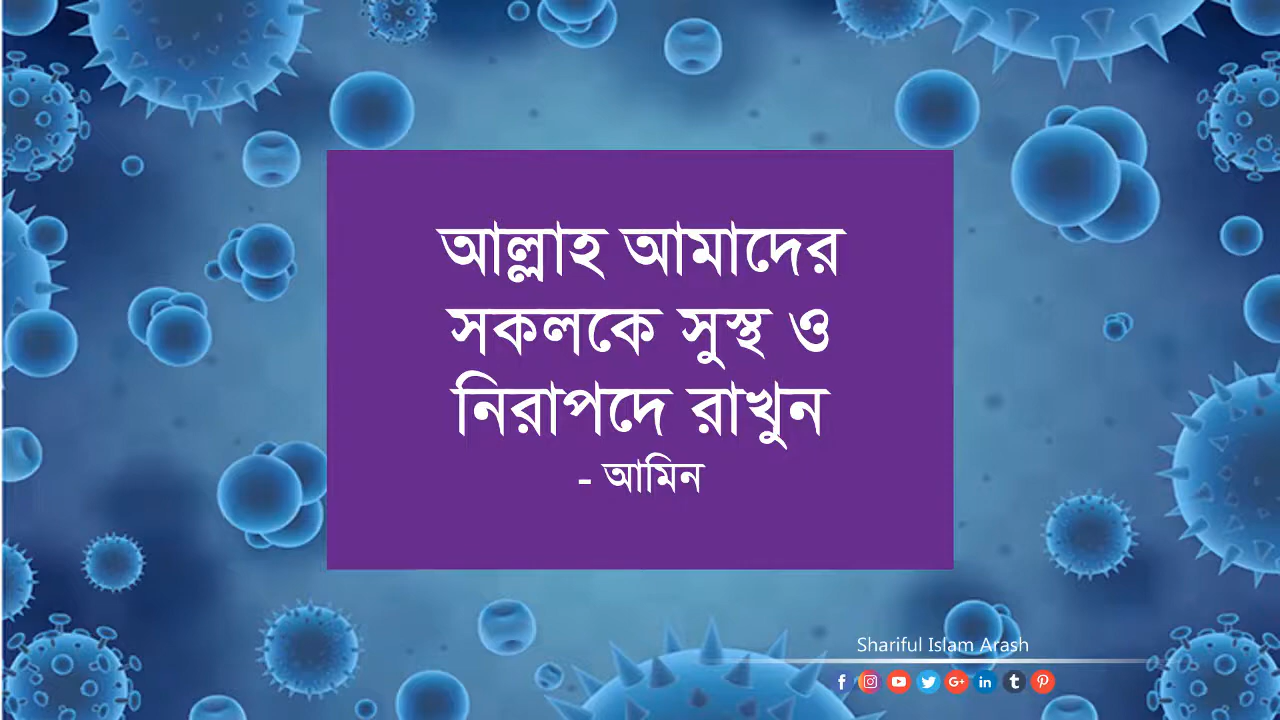 আল্লাহ আমাদের
সকলকে সুস্থ ও
নিরাপদে রাখুন
- আমিন
Shariful Islam Arash